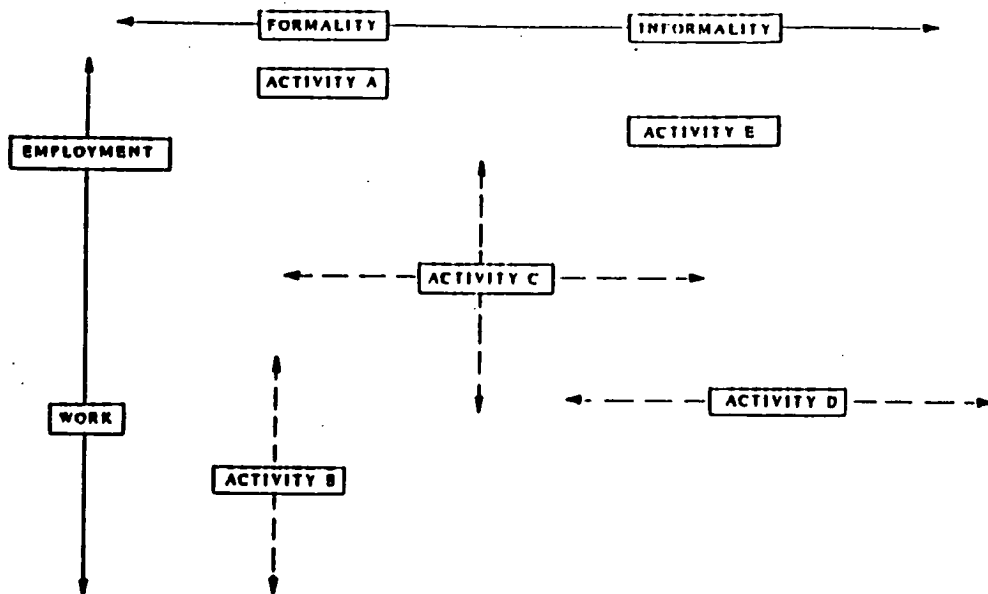 FORMALITY
INFORMALITY
ACTIVITY A
ACTIVITY E
EMPLOYMENT
ACTIVITY C
ACTIVITY D
WORK
ACTIVITY B